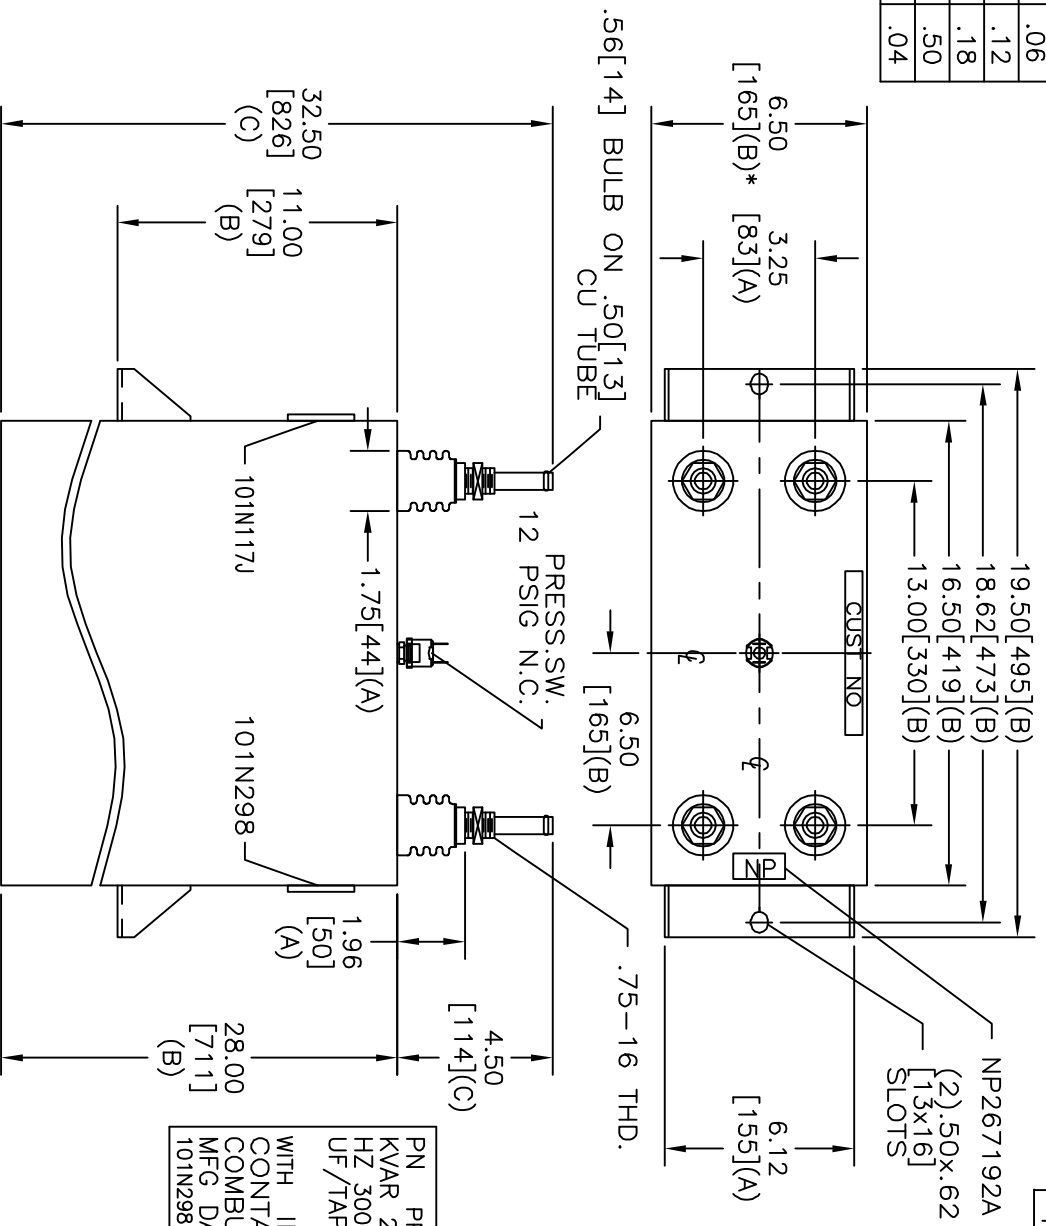 .06
.12
.18
.50
.04
19.50[495](B)
18.62[473](B)
16.50[419](B)
13.00[330](B)
6.50
[165](B)*
3.25
[83](A)
CUST NO
NP
NP267192A
(2).50x.62
[13x16]
SLOTS
6.12
[155](A)
6.50
[165](B)
.56[14] BULB ON .50[13]
CU TUBE
PRESS.SW.
12 PSIG N.C.
.75-16 THD.
32.50
[826]
(C)
11.00
[279]
(B)
1.75[44](A)
101N117J
101N298
1.96
[50]
(A)
4.50
[114](C)
28.00
[711]
(B)
PN
KVAR
HZ 300
UF/TAP
WITH
CONTA
COMBU
MFG DA
101N298